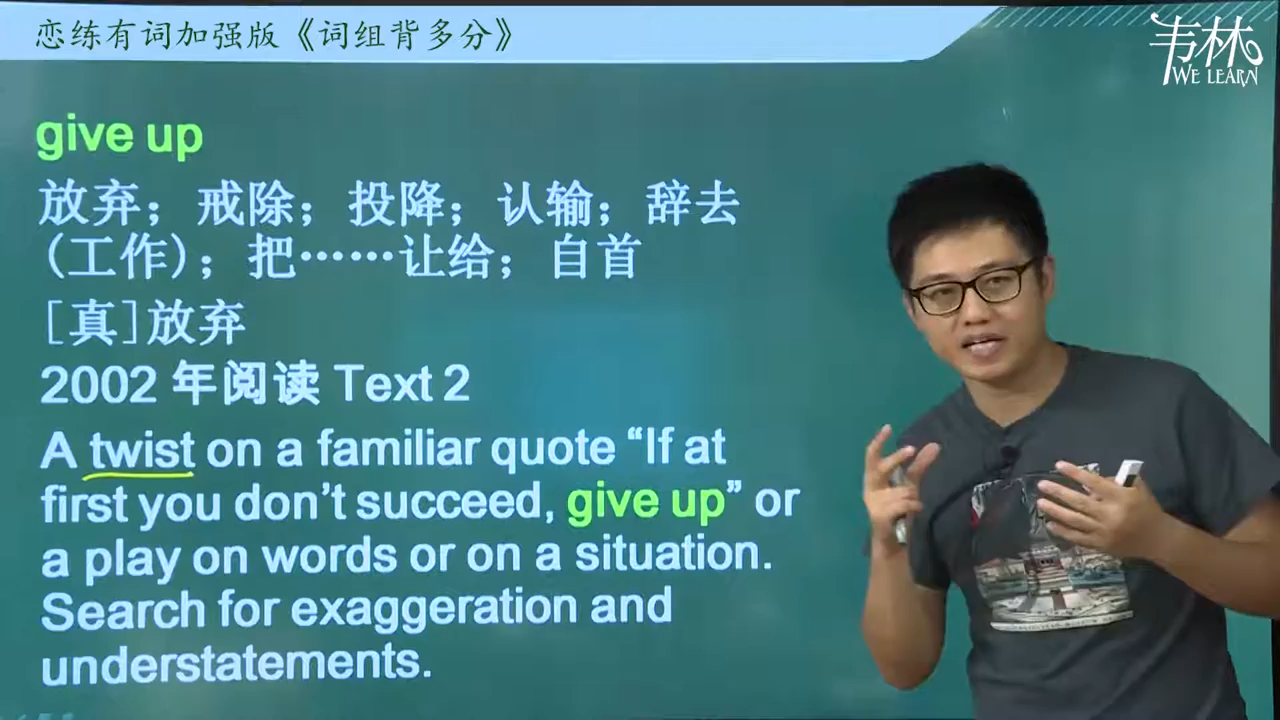 恋练有词加强版《词组背多分》
韦林
WE LEARN
give up
放弃；戒除；投降；认输；辞去
(工作)；把……让给；自首
[真]放弃
2002 年阅读 Text 2
A twist on a familiar quote “If at
first you don’t succeed, give up” or
a play on words or on a situation.
Search for exaggeration and
understatements.